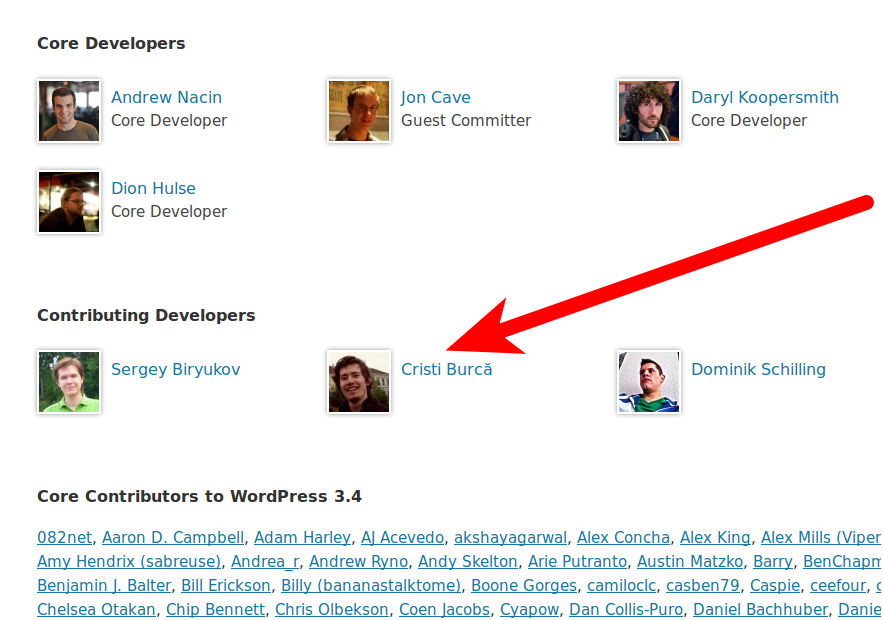 Core Developers
Andrew Nacin
Core Developer
Jon Cave
Guest Committer
Daryl Koopersmith
Core Developer
Dion Hulse
Core Developer
Contributing Developers
Sergey Biryukov
Cristi Burcă
Dominik Schilling
Core Contributors to WordPress 3.4
082net, Aaron D. Campbell, Adam Harley, AJ Acevedo, akshayagarwal, Alex Concha, Alex King, Alex Mills (Viper
Amy Hendrix (sabreuse), Andrea_r, Andrew Ryno, Andy Skelton, Arie Putranto, Austin Matzko, Barry, BenChapm
Benjamin J. Balter, Bill Erickson, Billy (bananastalktome), Boone Gorges, camiloclc, casben79, Caspie, ceefour,
Chelsea Otakan, Chip Bennett, Chris Olbekson, Coen Jacobs, Cyapow, Dan Collis-Puro, Daniel Bachhuber, Danie